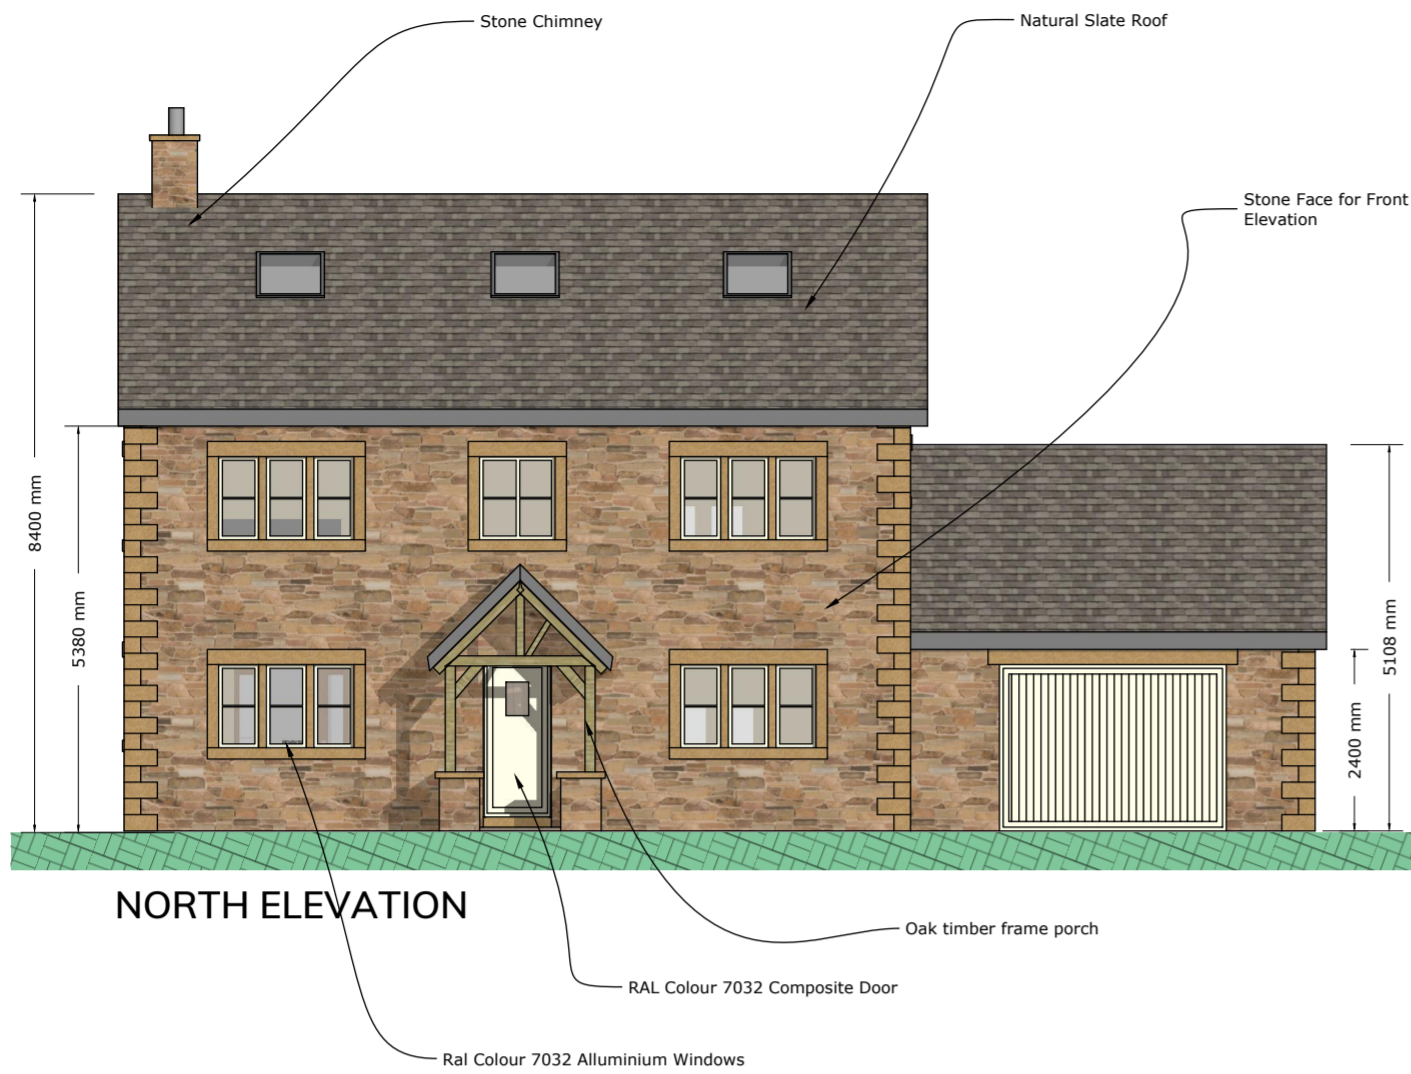 Stone Chimney
Natural Slate Roof
Stone Face for Front
Elevation
8400 mm
5380 mm
5108 mm
2400 mm
NORTH ELEVATION
Oak timber frame porch
RAL Colour 7032 Composite Door
Ral Colour 7032 Alluminium Windows